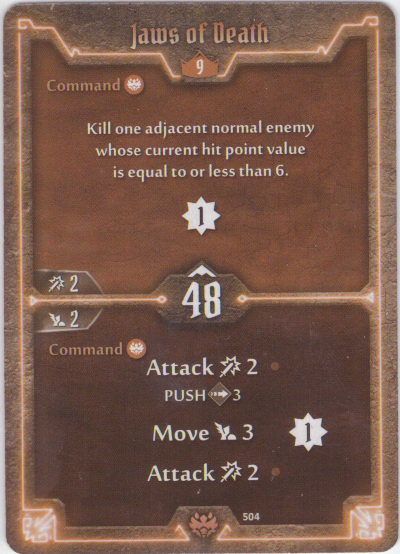 Jaws of Death
9
Command
Kill one adjacent normal enemy
whose current hit point value
is equal to or less than 6.
1
2
48
2
Command
Attack 2
PUSH 3
Move 3
1
Attack 2
504